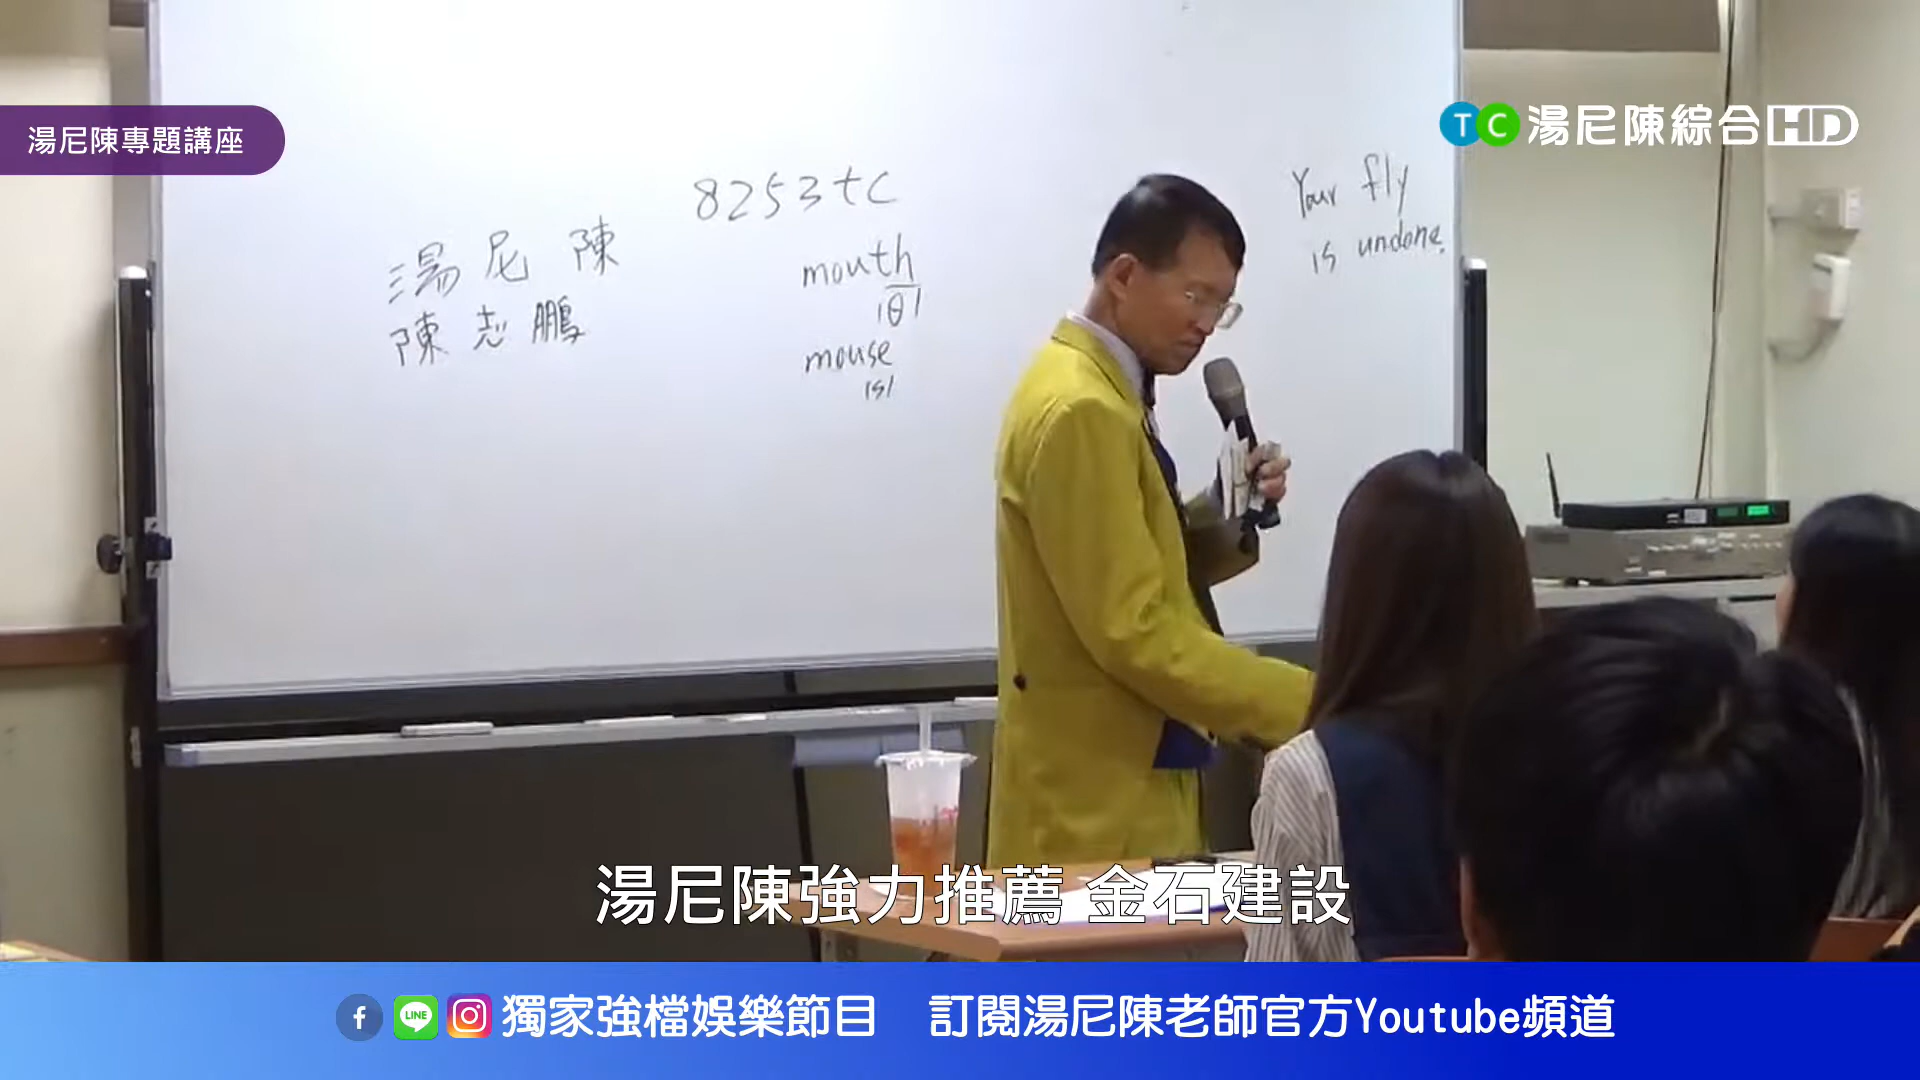 湯尼陳專題講座
TC 湯尼陳綜合HD
8253tc
Your fly
is undone.
湯尼陳
陳志鵬
mouth
/θ/
mouse
/s/
湯尼陳強力推薦 金石建設
LINE 獨家強檔娛樂節目 訂閱湯尼陳老師官方Youtube頻道